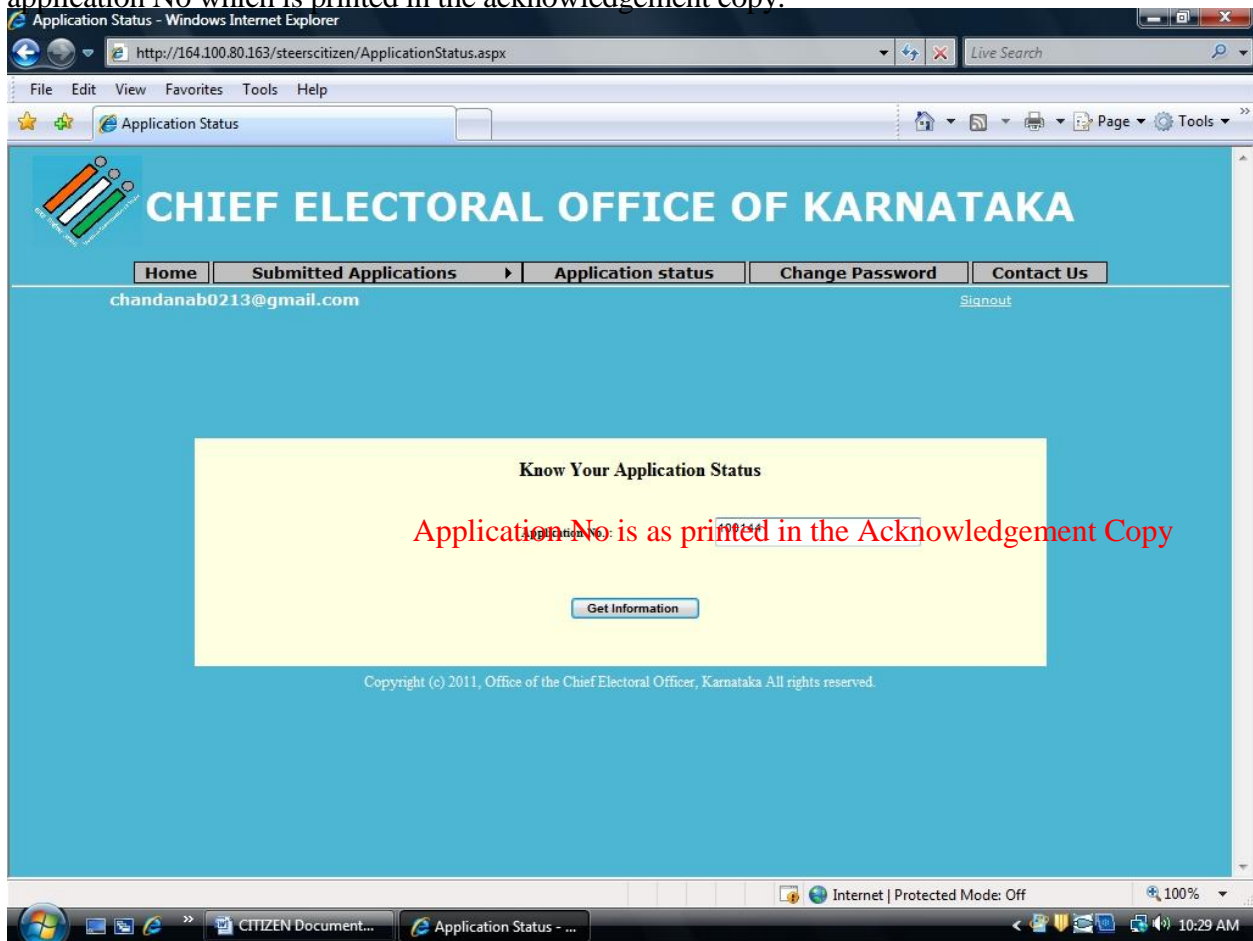 application No which is printed in the acknowledgement copy.
Application Status - Windows Internet Explorer
http://164.100.80.163/steerscitizen/ApplicationStatus.aspx
Live Search
File Edit View Favorites Tools Help
Application Status
Page Tools
CHIEF ELECTORAL OFFICE OF KARNATAKA
Home Submitted Applications Application status Change Password Contact Us
chandanab0213@gmail.com Signout
Know Your Application Status
Application No is as printed in the Acknowledgement Copy
Application No. :
Get Information
Copyright (c) 2011, Office of the Chief Electoral Officer, Karnataka All rights reserved.
Internet | Protected Mode: Off 100%
CITIZEN Document... Application Status - ... 10:29 AM